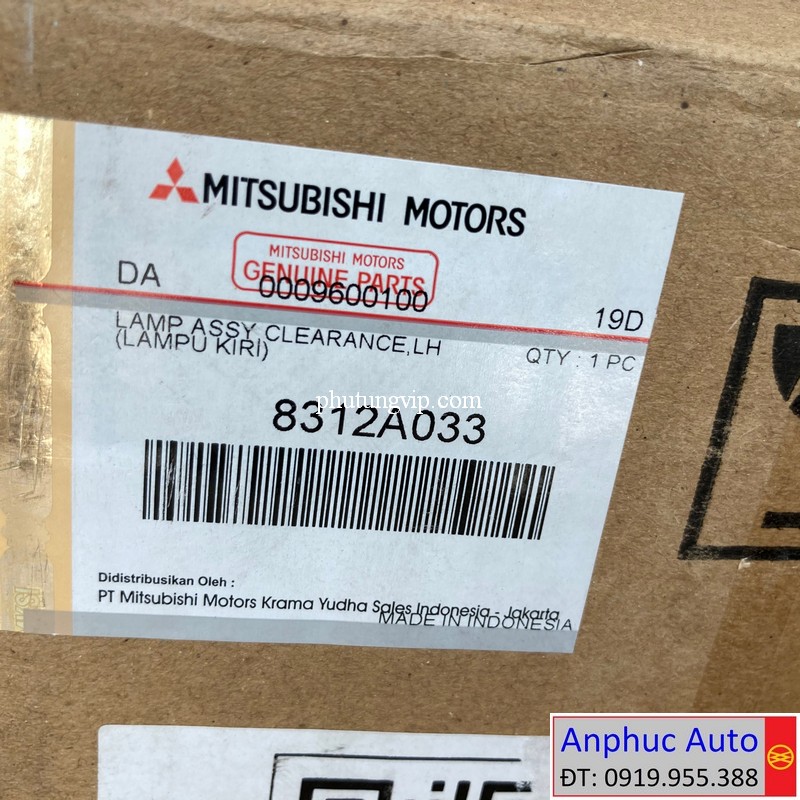 MITSUBISHI MOTORS
MITSUBISHI MOTORS
GENUINE PARTS
DA 0009600100 19D
LAMP ASSY CLEARANCE,LH
(LAMPU KIRI)
QTY : 1 PC
phutungvip.com
8312A033
Didistribusikan Oleh :
PT Mitsubishi Motors Krama Yudha Sales Indonesia - Jakarta
MADE IN INDONESIA
Anphuc Auto
ĐT: 0919.955.388